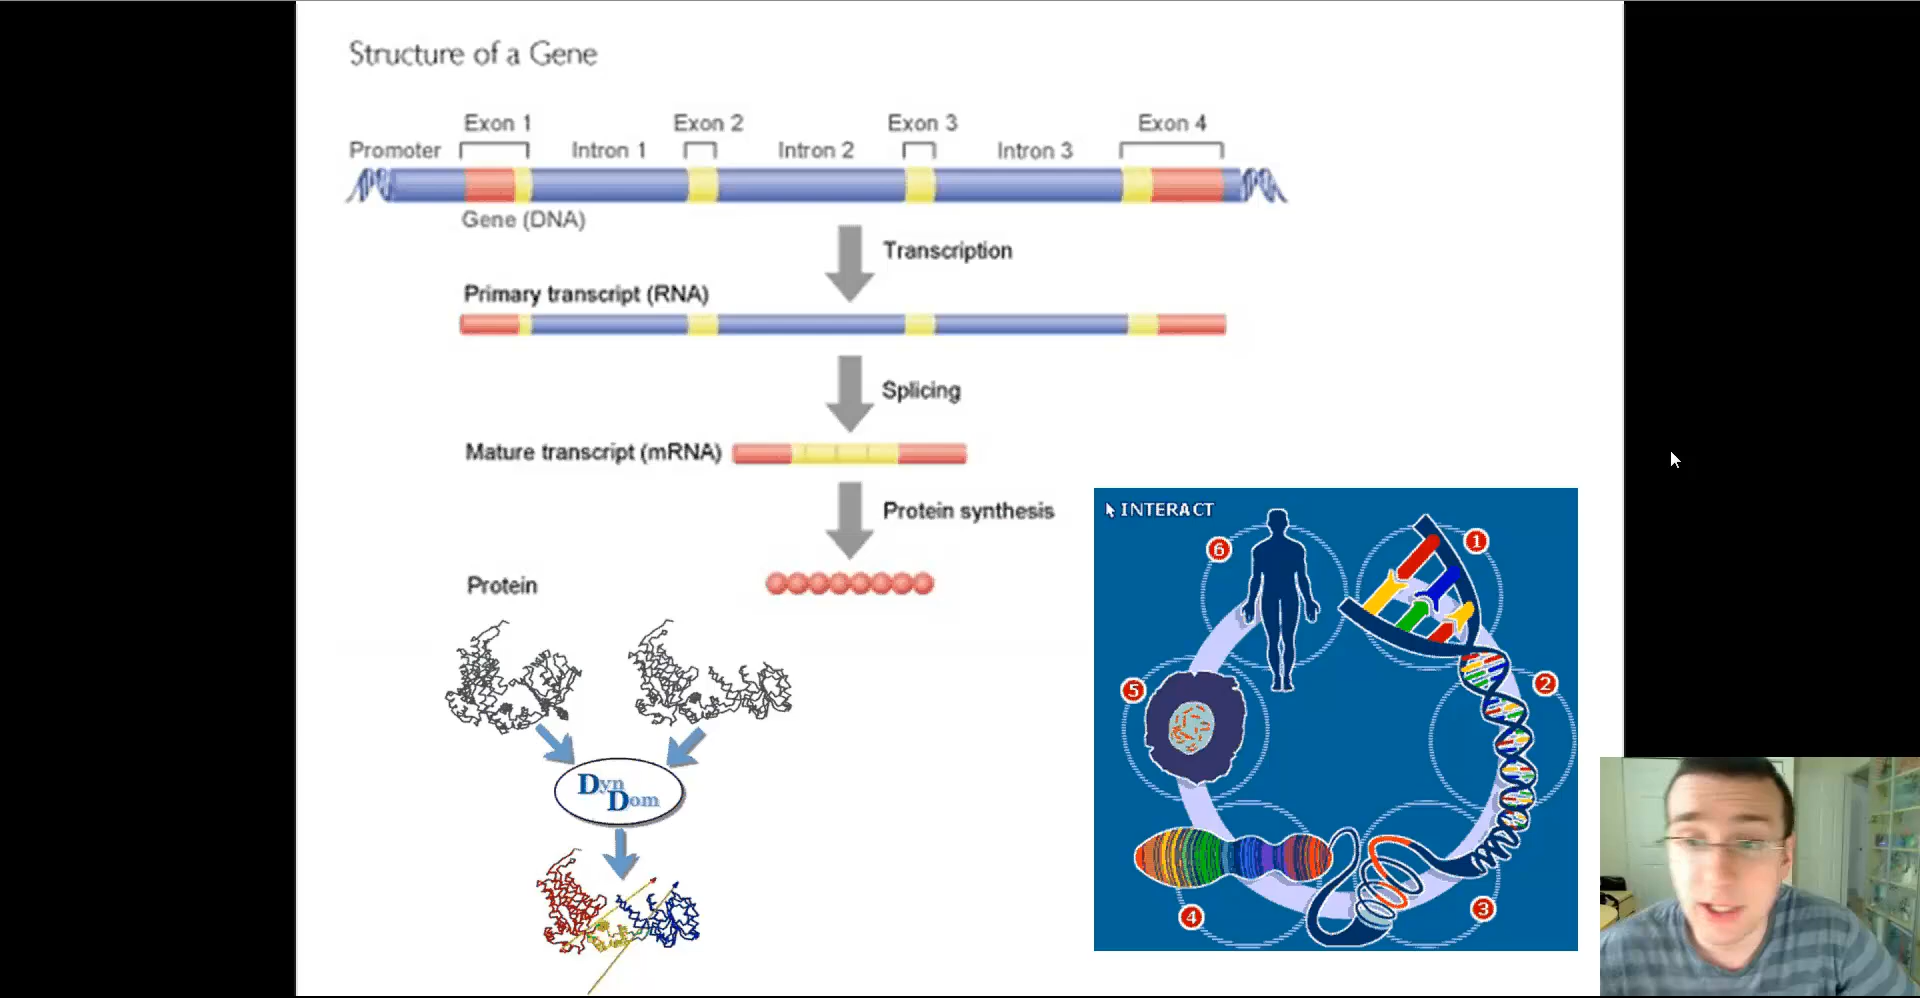 Structure of a Gene
Exon 1
Exon 2
Exon 3
Exon 4
Promoter
Intron 1
Intron 2
Intron 3
Gene (DNA)
Transcription
Primary transcript (RNA)
Splicing
Mature transcript (mRNA)
Protein synthesis
Protein
Dyn
Dom
INTERACT
6
1
5
2
4
3